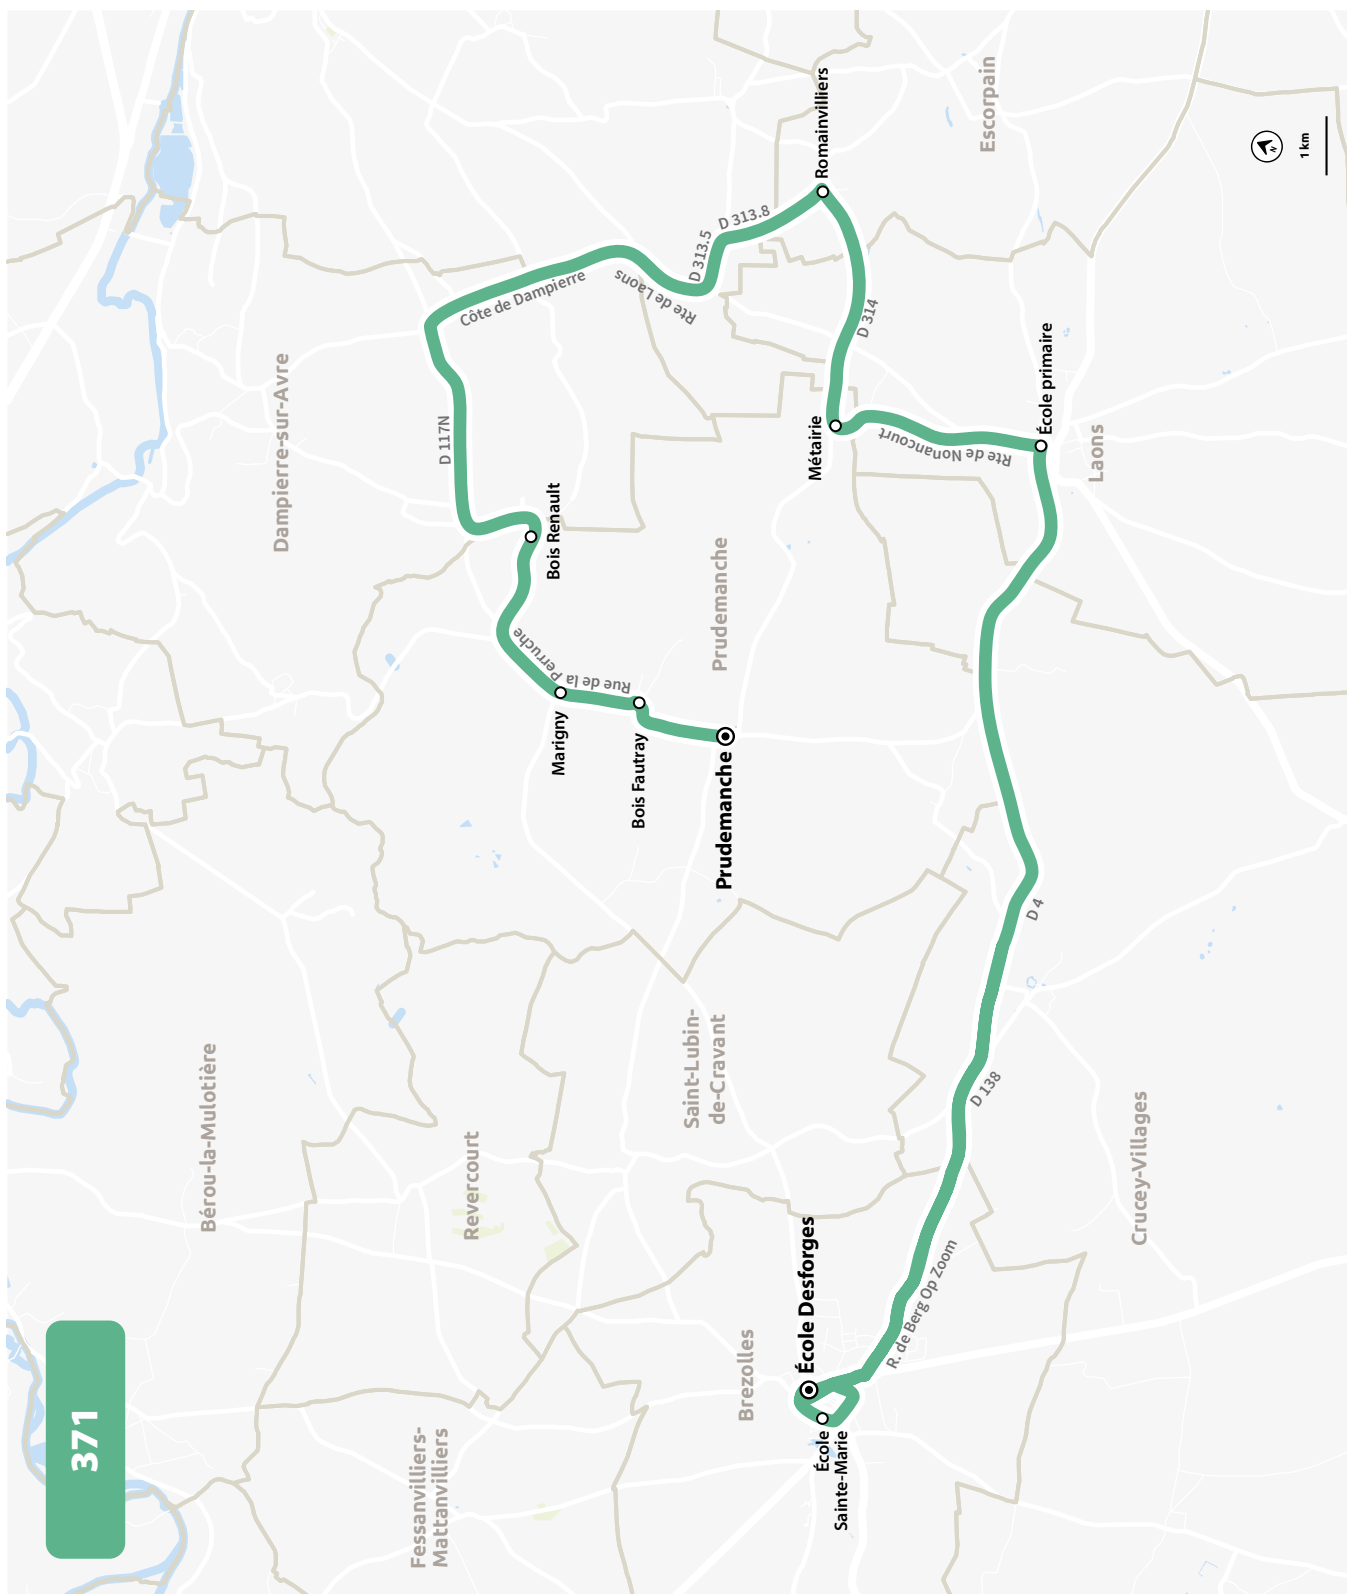 371
Dampierre-sur-Avre
Bérou-la-Mulotière
Fessanvilliers-
Mattanvilliers
Revercourt
D 117N
Côte de Dampierre
Rte de Laons
D 313.5
D 313.8
Romainvilliers
Escorpain
N
1 km
D 314
Métairie
Rte de Nonancourt
École primaire
Laons
Bois Renault
Rue de la Perruche
Marigny
Bois Fautray
Prudemanche
Prudemanche
Saint-Lubin-
de-Cravant
D 4
D 138
Crucey-Villages
R. de Berg Op Zoom
Brezolles
École Desforges
École
Sainte-Marie